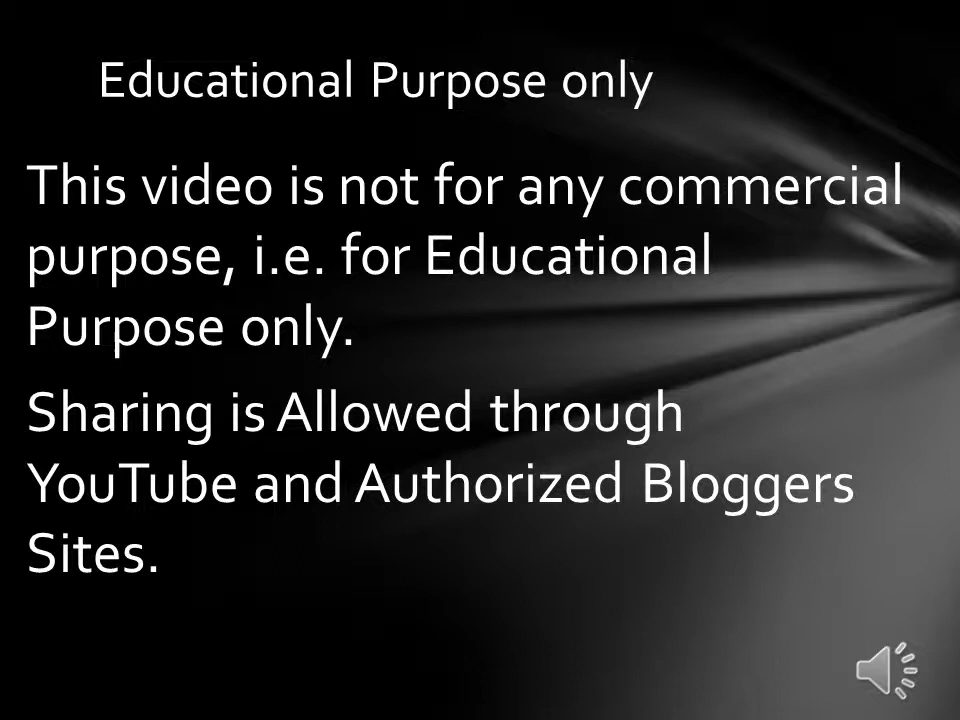 Educational Purpose only
This video is not for any commercial
purpose, i.e. for Educational
Purpose only.
Sharing is Allowed through
YouTube and Authorized Bloggers
Sites.